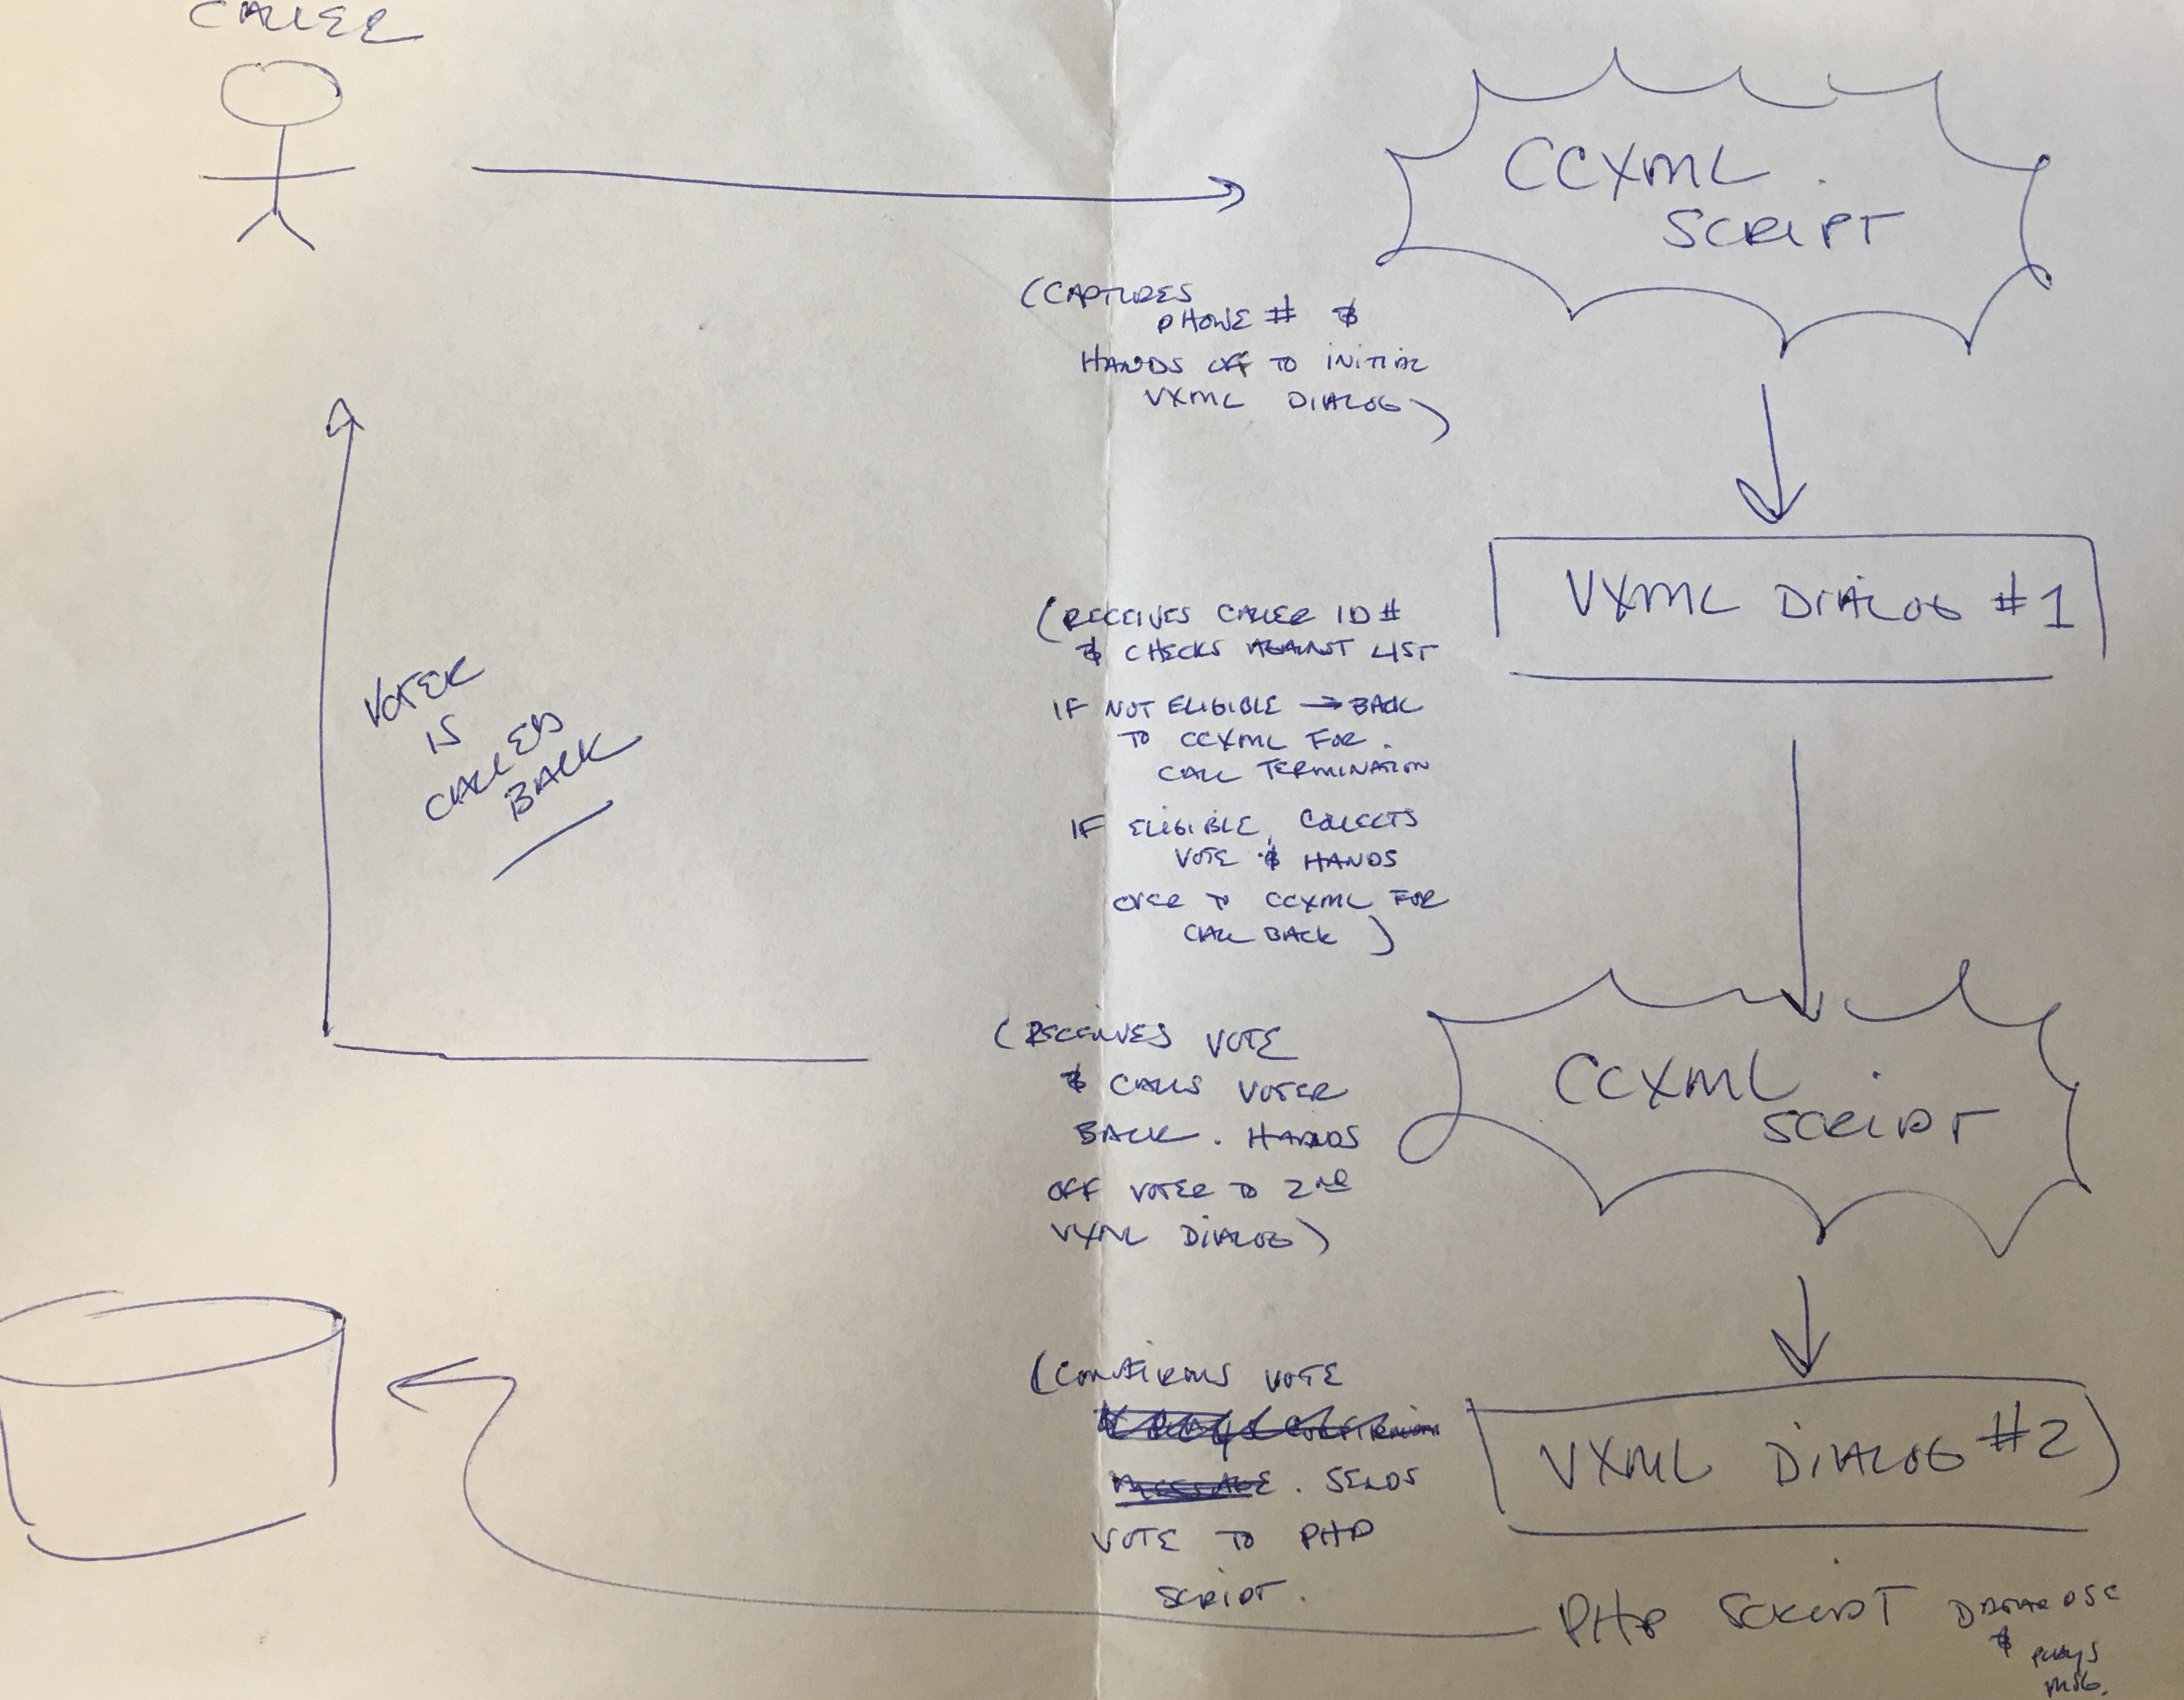 CALLER
CCXML
SCRIPT
(CAPTURES
PHONE # &
HANDS OFF TO INITIAL
VXML DIALOG)
VXML DIALOG #1
(RECEIVES CALLER ID #
& CHECKS AGAINST LIST
IF NOT ELIGIBLE → BACK
TO CCXML FOR
CALL TERMINATION
IF ELIGIBLE, COLLECTS
VOTE & HANDS
OVER TO CCXML FOR
CALL BACK)
VOTER
IS
CALLED
BACK
CCXML
SCRIPT
(RECEIVES VOTE
& CALLS VOTER
BACK. HANDS
OFF VOTER TO 2ND
VXML DIALOG)
VXML DIALOG #2
(CONFIRMS VOTE
. SENDS
VOTE TO PHP
SCRIPT.
PHP SCRIPT
& PLAYS
MSG.